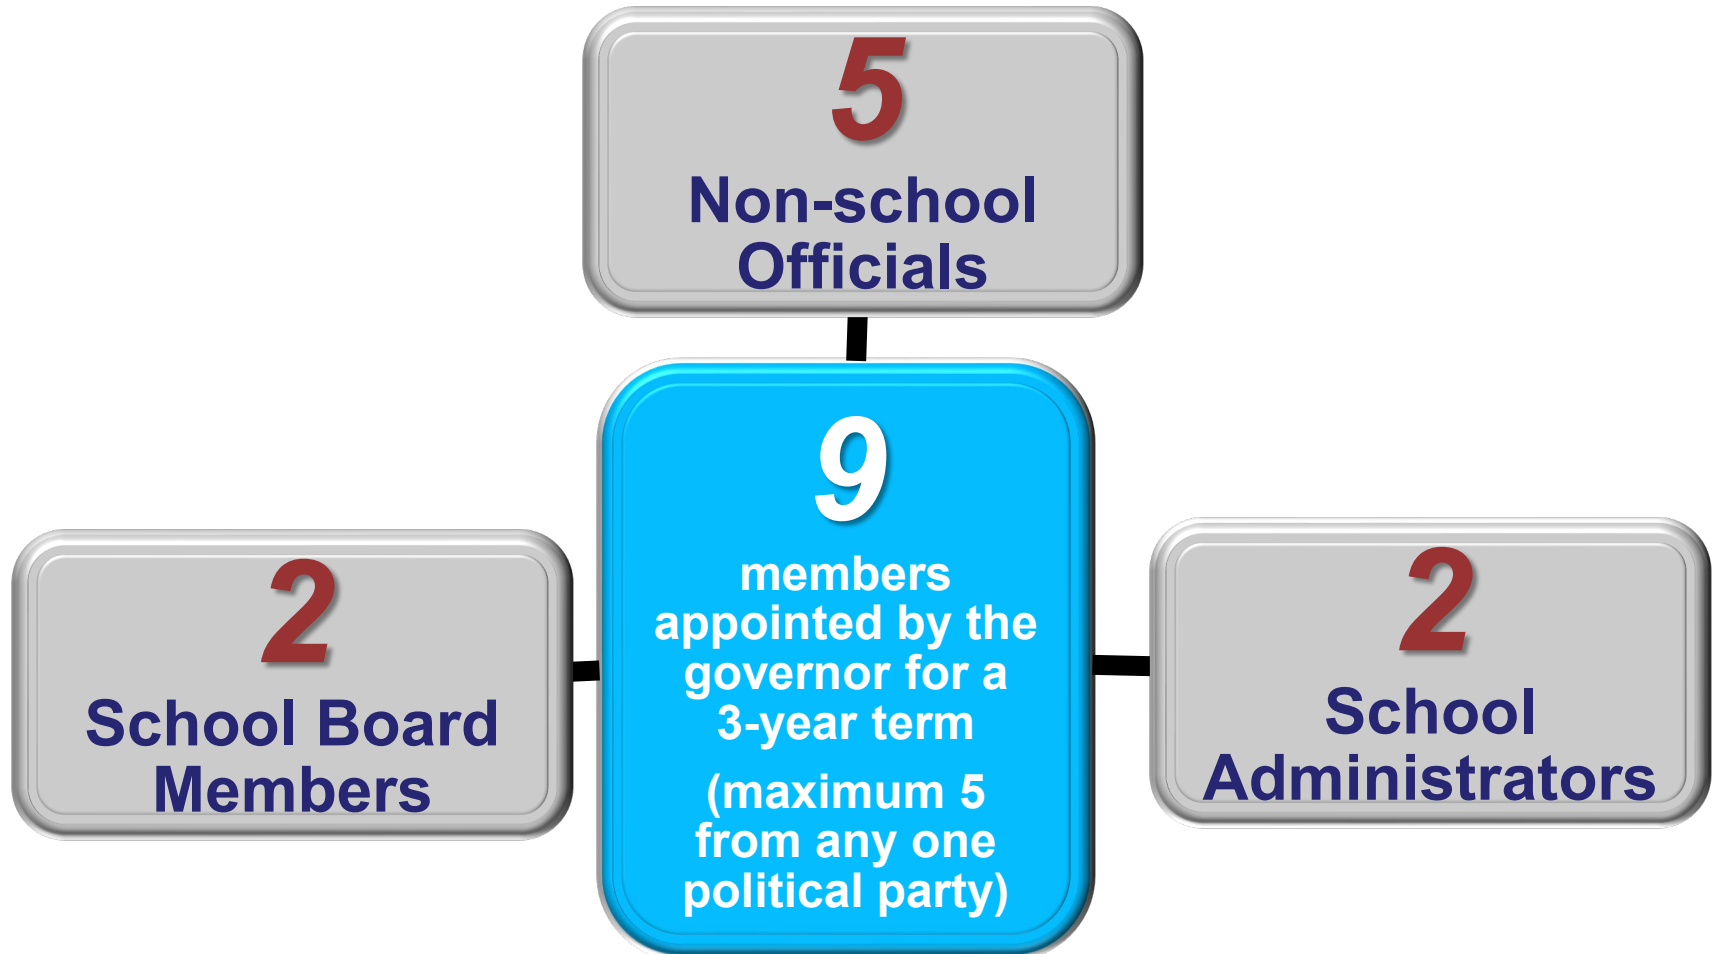 5
Non-school
Officials
9
members
appointed by the
governor for a
3-year term
(maximum 5
from any one
political party)
2
School Board
Members
2
School
Administrators